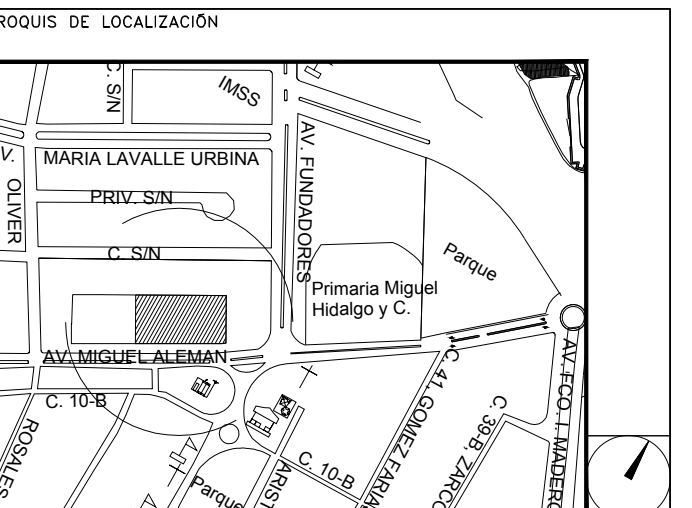 ROQUIS DE LOCALIZACIÓN
C. S/N
IMSS
V.
OLIVER
MARIA LAVALLE URBINA
AV. FUNDADORES
PRIV. S/N
C. S/N
Parque
Primaria Miguel
Hidalgo y C.
AV. MIGUEL ALEMAN
C. 10-B
ROSALES
Parque
ARIST
C. 10-B
C. 41, GOMEZ FARIAS
C. 39-B, ZARCO
AV. FCO. I. MADERO